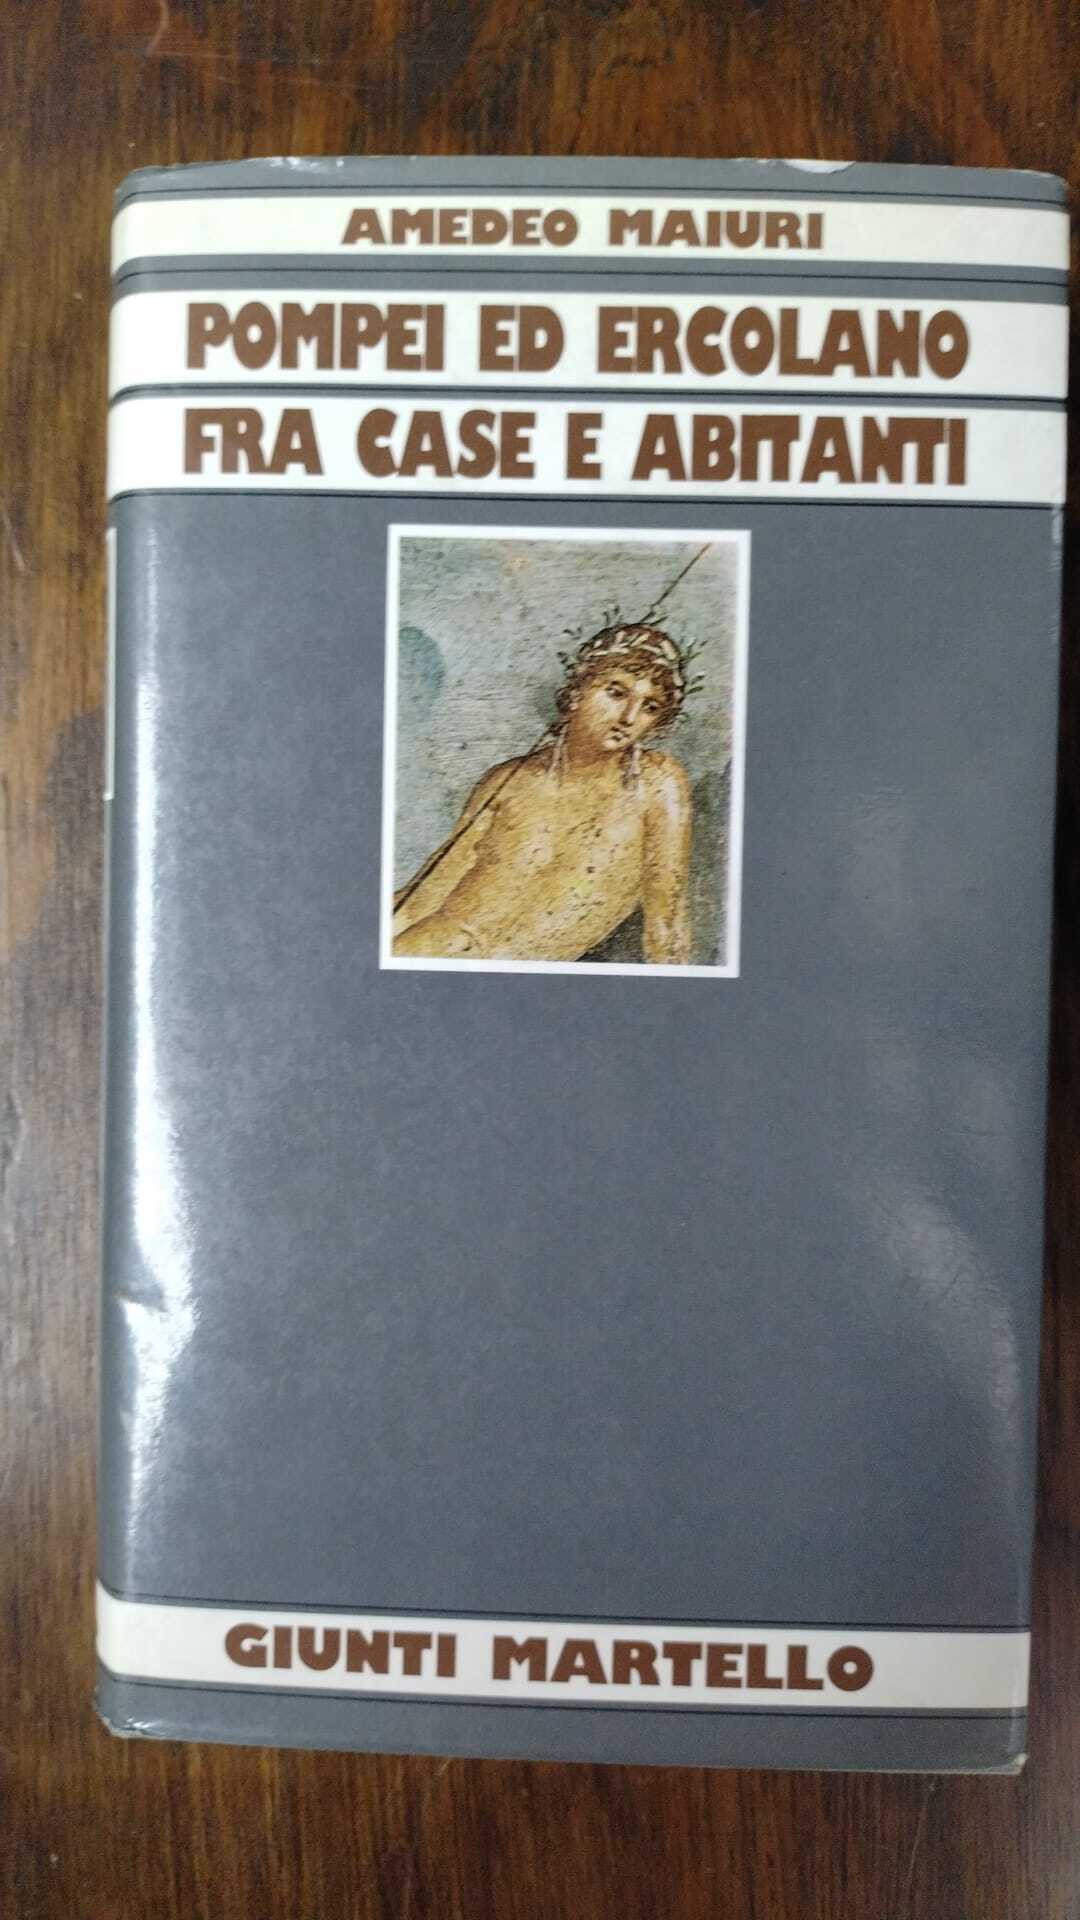 AMEDEO MAIURI
POMPEI ED ERCOLANO
FRA CASE E ABITANTI
GIUNTI MARTELLO